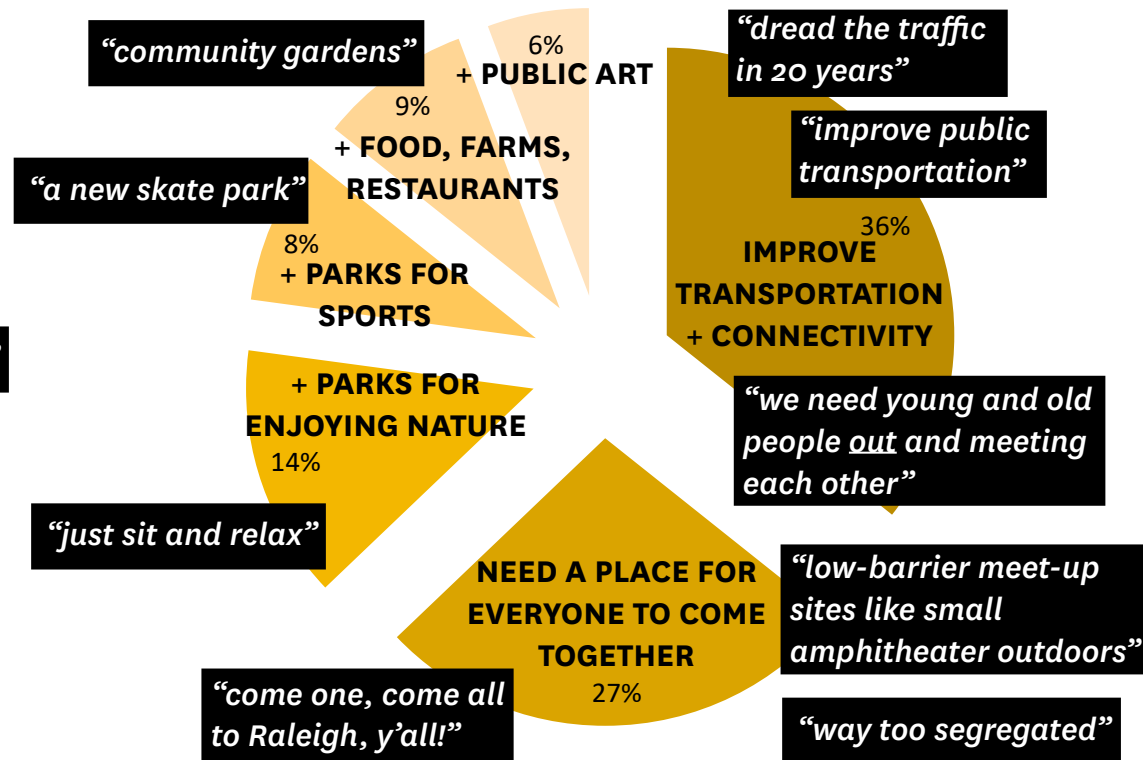 “community gardens”
6%
+ PUBLIC ART
“dread the traffic
in 20 years”
9%
+ FOOD, FARMS,
RESTAURANTS
“improve public
transportation”
“a new skate park”
8%
+ PARKS FOR
SPORTS
36%
IMPROVE
TRANSPORTATION
+ CONNECTIVITY
”
+ PARKS FOR
ENJOYING NATURE
14%
“we need young and old
people out and meeting
each other”
“just sit and relax”
NEED A PLACE FOR
EVERYONE TO COME
TOGETHER
27%
“low-barrier meet-up
sites like small
amphitheater outdoors”
“come one, come all
to Raleigh, y’all!”
“way too segregated”